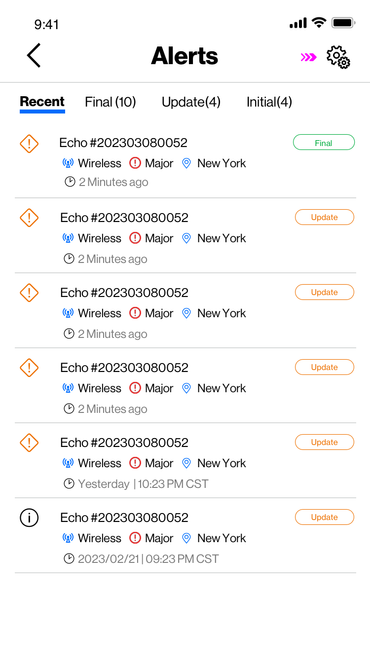 9:41
Alerts
Recent Final (10) Update(4) Initial(4)
Echo #202303080052 Final
Wireless Major New York
2 Minutes ago
Echo #202303080052 Update
Wireless Major New York
2 Minutes ago
Echo #202303080052 Update
Wireless Major New York
2 Minutes ago
Echo #202303080052 Update
Wireless Major New York
2 Minutes ago
Echo #202303080052 Update
Wireless Major New York
Yesterday | 10:23 PM CST
Echo #202303080052 Update
Wireless Major New York
2023/02/21 | 09:23 PM CST